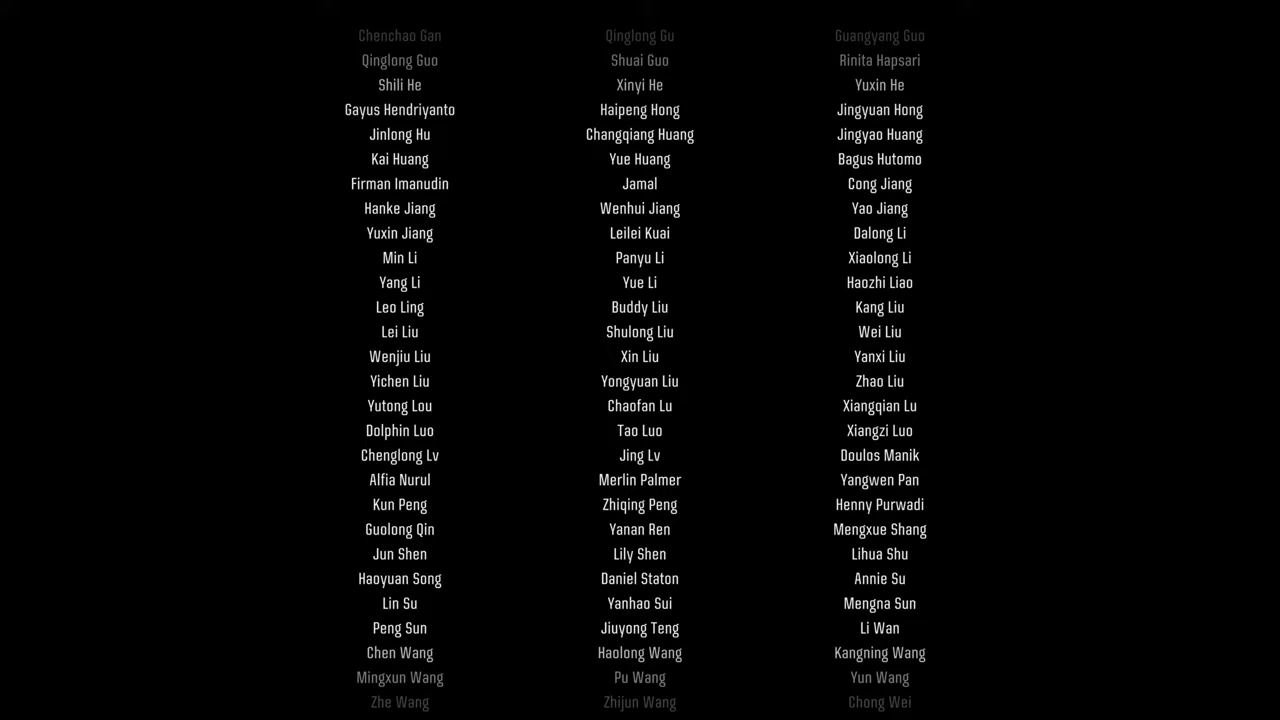 Chenchao Gan Qinglong Gu Guangyang Guo
Qinglong Guo Shuai Guo Rinita Hapsari
Shili He Xinyi He Yuxin He
Gayus Hendriyanto Haipeng Hong Jingyuan Hong
Jinlong Hu Changqiang Huang Jingyao Huang
Kai Huang Yue Huang Bagus Hutomo
Firman Imanudin Jamal Cong Jiang
Hanke Jiang Wenhui Jiang Yao Jiang
Yuxin Jiang Leilei Kuai Dalong Li
Min Li Panyu Li Xiaolong Li
Yang Li Yue Li Haozhi Liao
Leo Ling Buddy Liu Kang Liu
Lei Liu Shulong Liu Wei Liu
Wenjiu Liu Xin Liu Yanxi Liu
Yichen Liu Yongyuan Liu Zhao Liu
Yutong Lou Chaofan Lu Xiangqian Lu
Dolphin Luo Tao Luo Xiangzi Luo
Chenglong Lv Jing Lv Doulos Manik
Alfia Nurul Merlin Palmer Yangwen Pan
Kun Peng Zhiqing Peng Henny Purwadi
Guolong Qin Yanan Ren Mengxue Shang
Jun Shen Lily Shen Lihua Shu
Haoyuan Song Daniel Staton Annie Su
Lin Su Yanhao Sui Mengna Sun
Peng Sun Jiuyong Teng Li Wan
Chen Wang Haolong Wang Kangning Wang
Mingxun Wang Pu Wang Yun Wang
Zhe Wang Zhijun Wang Chong Wei